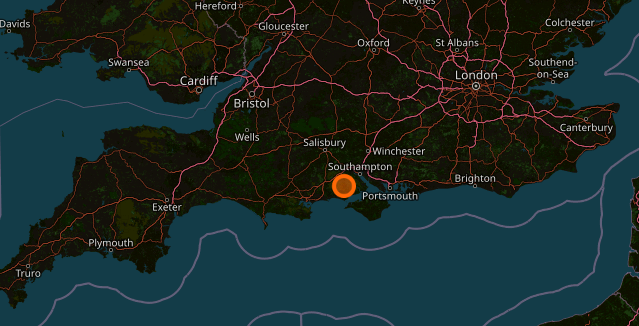 Hereford
Keynes
Davids
Gloucester
Colchester
Oxford
St Albans
Swansea
Southend-
on-Sea
Cardiff
London
Bristol
Canterbury
Wells
Salisbury
Winchester
Southampton
Brighton
Portsmouth
Exeter
Plymouth
Truro